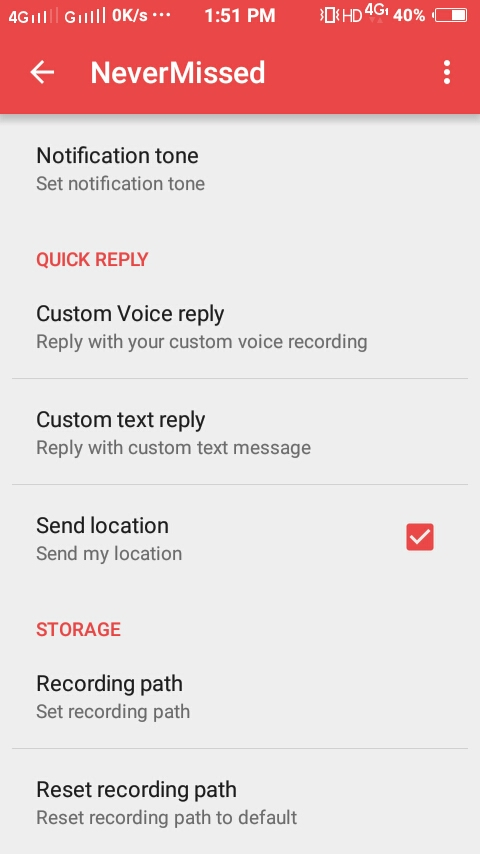 4G G 0K/s ··· 1:51 PM HD 4G 40%
NeverMissed
Notification tone
Set notification tone
QUICK REPLY
Custom Voice reply
Reply with your custom voice recording
Custom text reply
Reply with custom text message
Send location
Send my location
STORAGE
Recording path
Set recording path
Reset recording path
Reset recording path to default